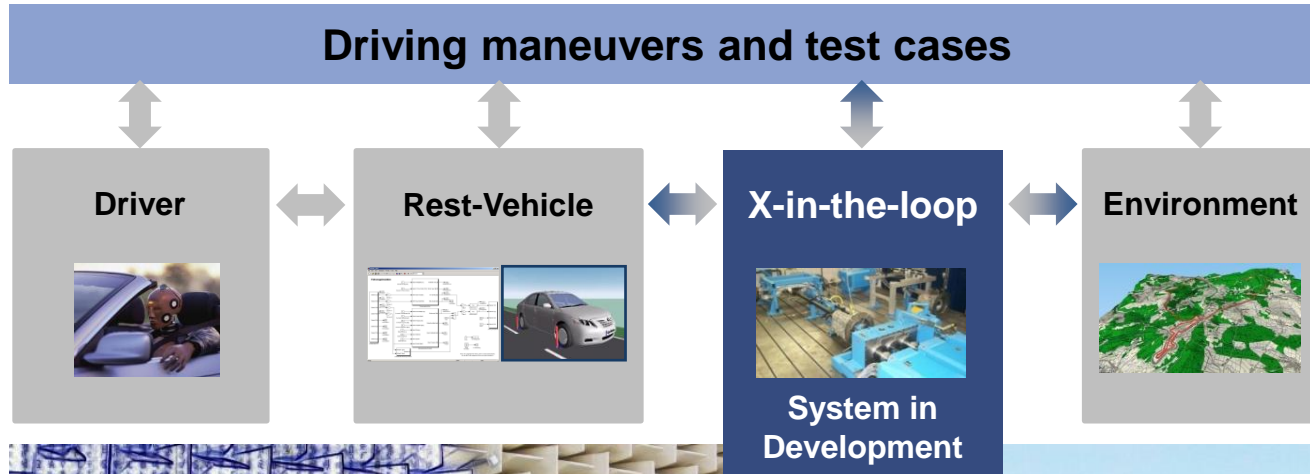 Driving maneuvers and test cases
Driver
Rest-Vehicle
X-in-the-loop
Environment
System in
Development